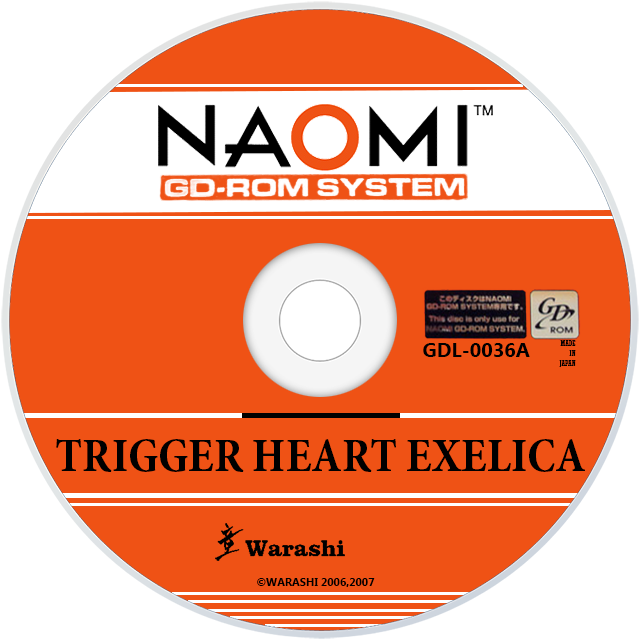 NAOMI™
GD-ROM SYSTEM
このディスクはNAOMI
GD-ROM SYSTEM専用です。
This disc is only use for
NAOMI GD-ROM SYSTEM.
GD
ROM
GDL-0036A
MADE
IN
JAPAN
TRIGGER HEART EXELICA
童 Warashi
©WARASHI 2006,2007